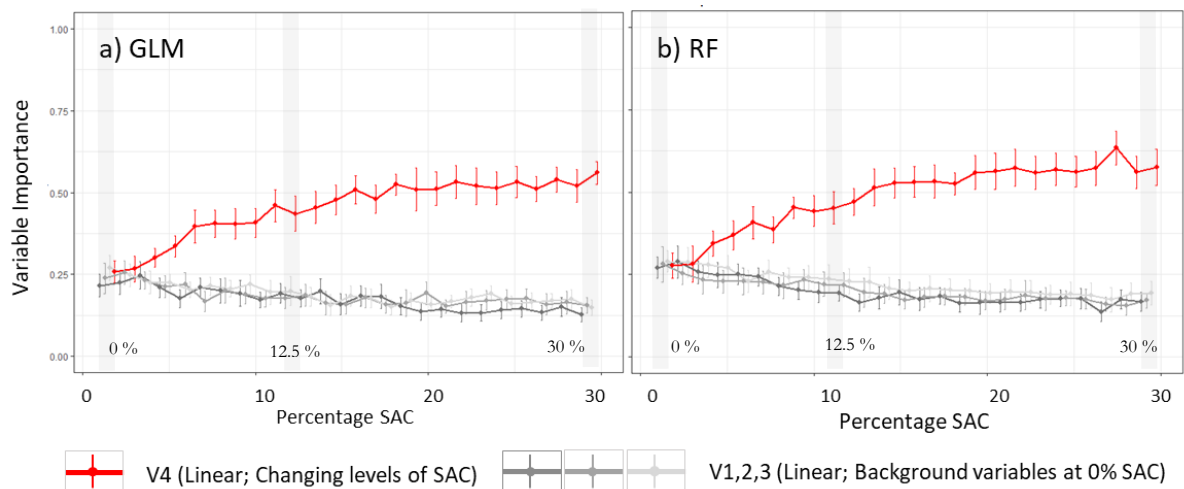 a) GLM
b) RF
Variable Importance
1.00
0.75
0.50
0.25
0.00
0 %
12.5 %
30 %
0 %
12.5 %
30 %
0
10
20
30
0
10
20
30
Percentage SAC
Percentage SAC
V4 (Linear; Changing levels of SAC)
V1,2,3 (Linear; Background variables at 0% SAC)